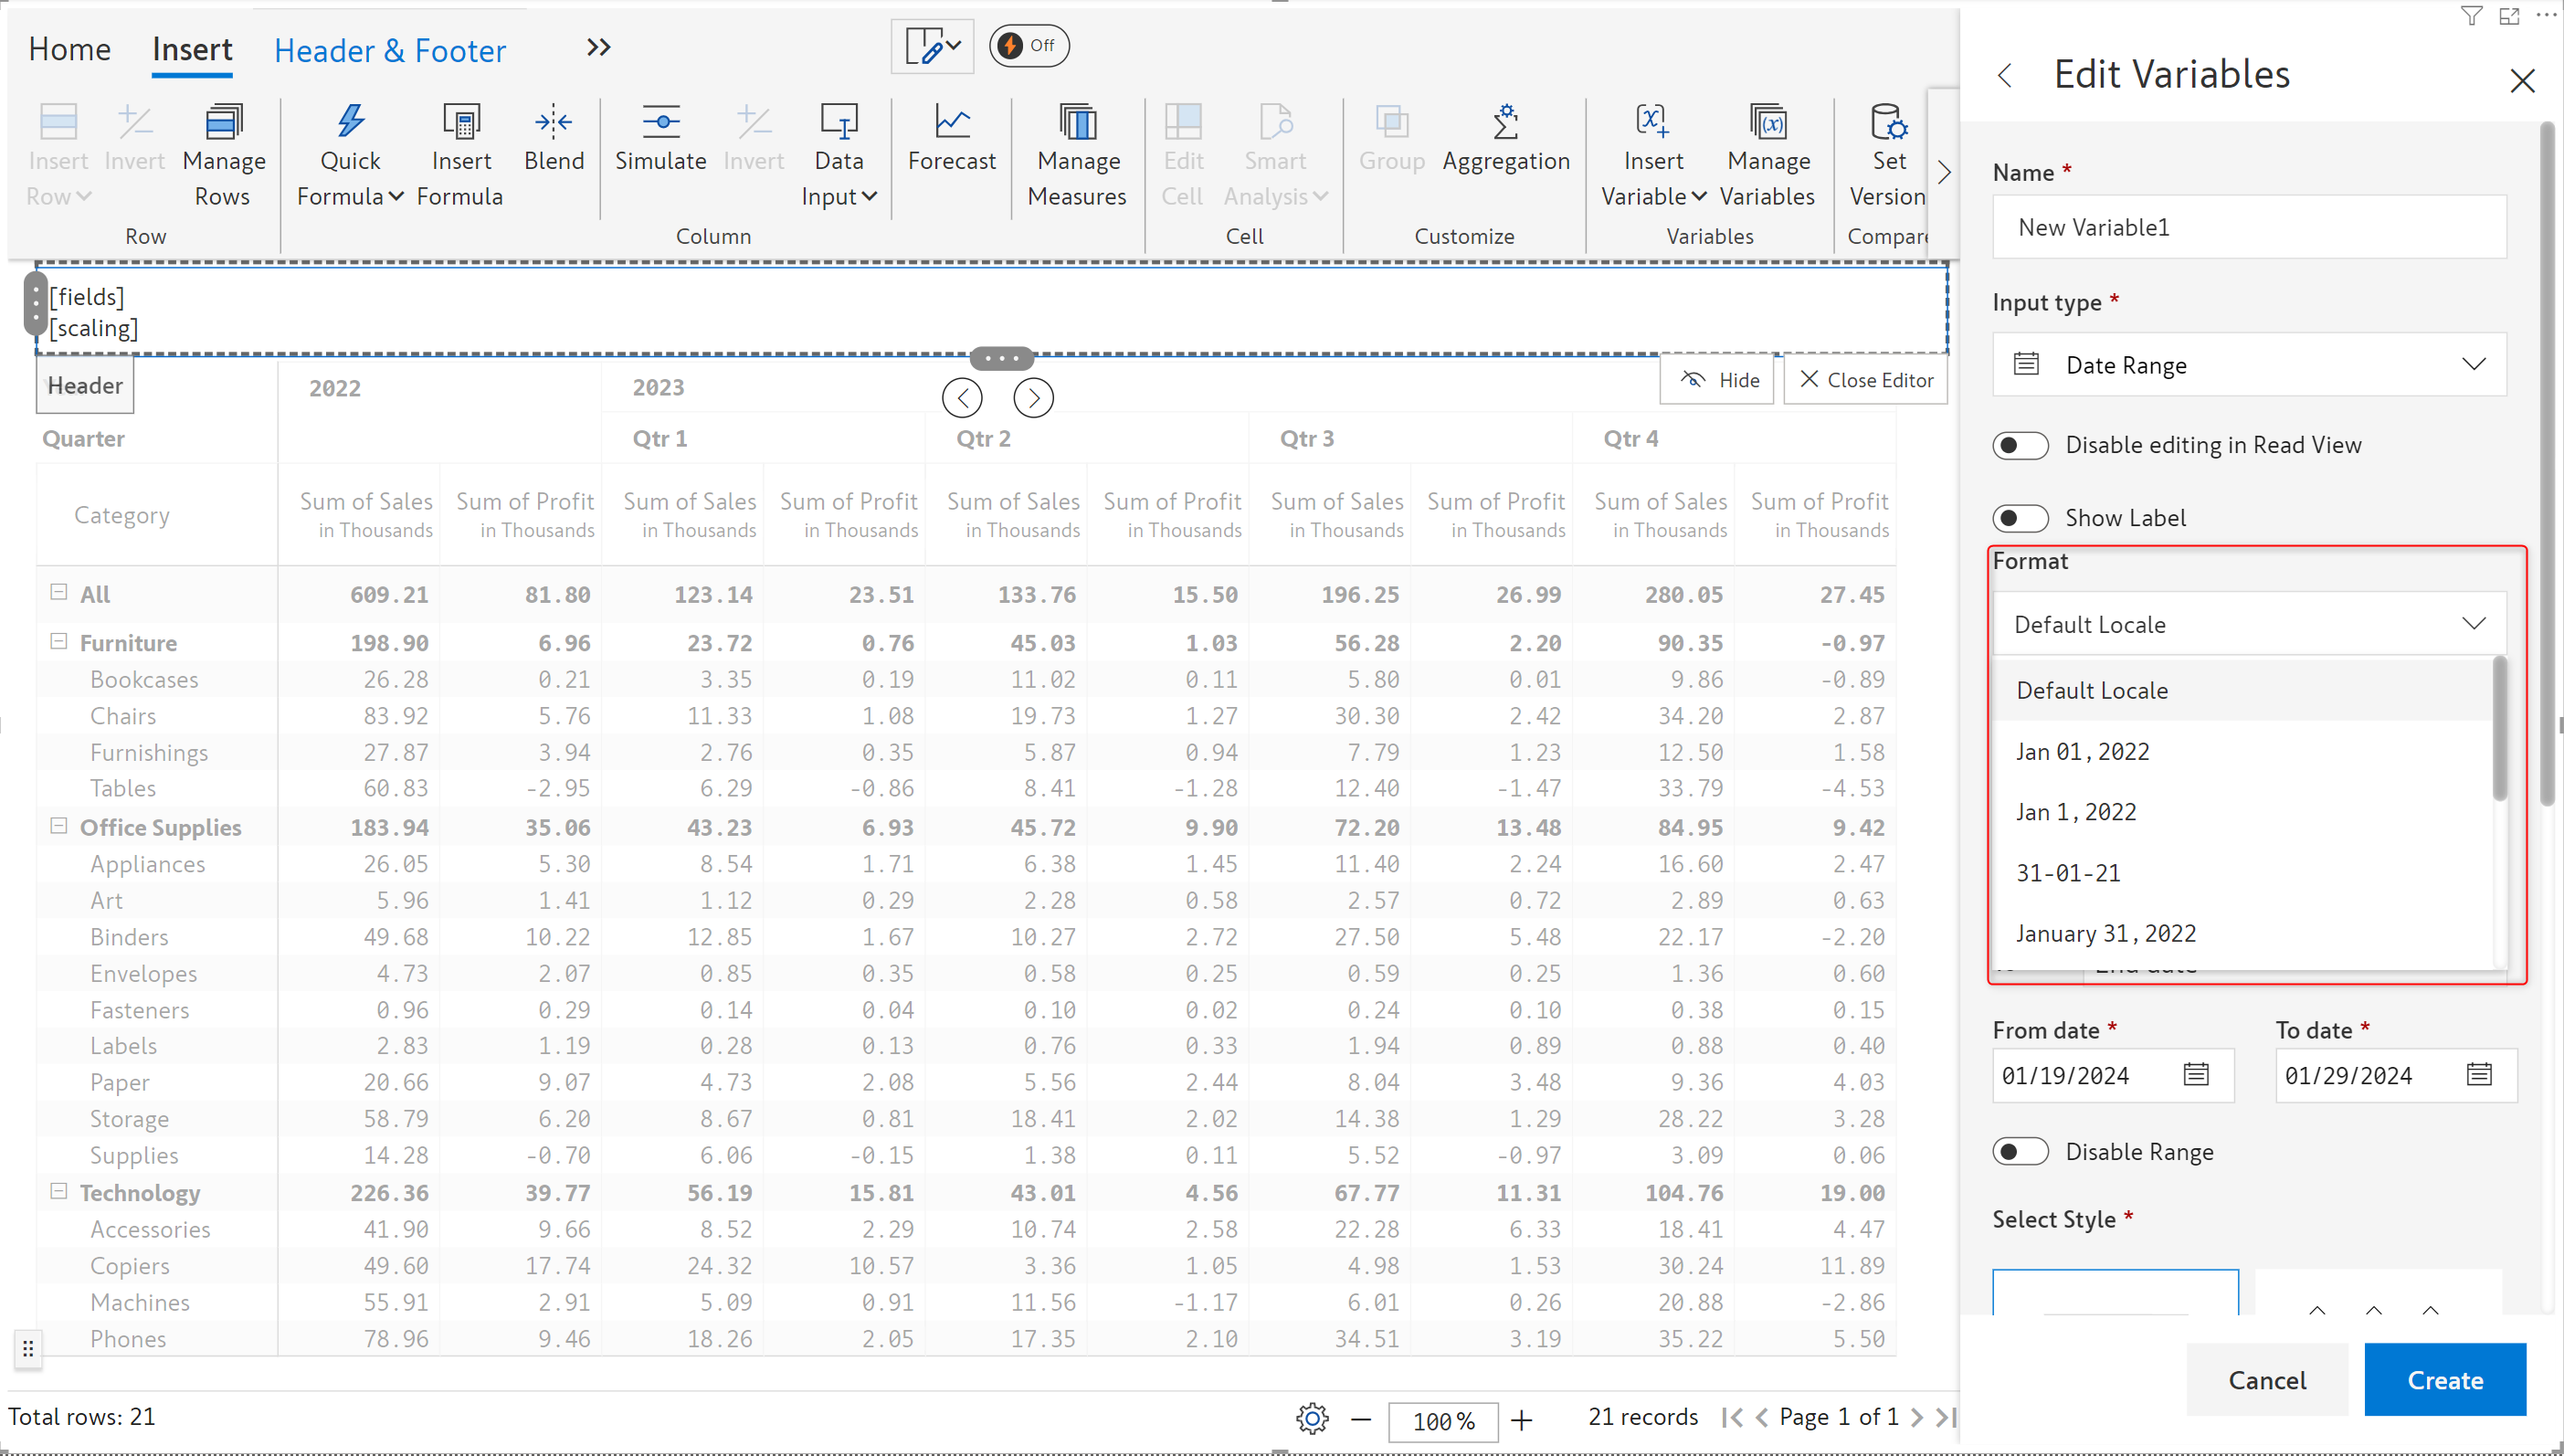 Home Insert Header & Footer Off
Insert Row Invert Manage Rows Quick Formula Insert Formula Blend Simulate Invert Data Input Forecast Manage Measures Edit Cell Smart Analysis Group Aggregation Insert Variable Manage Variables Set Version
Row Column Cell Customize Variables Compare
[fields]
[scaling]
Header 2022 2023 Hide Close Editor
Quarter Qtr 1 Qtr 2 Qtr 3 Qtr 4
Category Sum of Sales Sum of Profit Sum of Sales Sum of Profit Sum of Sales Sum of Profit Sum of Sales Sum of Profit Sum of Sales Sum of Profit
in Thousands in Thousands in Thousands in Thousands in Thousands in Thousands in Thousands in Thousands in Thousands in Thousands
All 609.21 81.80 123.14 23.51 133.76 15.50 196.25 26.99 280.05 27.45
Furniture 198.90 6.96 23.72 0.76 45.03 1.03 56.28 2.20 90.35 -0.97
Bookcases 26.28 0.21 3.35 0.19 11.02 0.11 5.80 0.01 9.86 -0.89
Chairs 83.92 5.76 11.33 1.08 19.73 1.27 30.30 2.42 34.20 2.87
Furnishings 27.87 3.94 2.76 0.35 5.87 0.94 7.79 1.23 12.50 1.58
Tables 60.83 -2.95 6.29 -0.86 8.41 -1.28 12.40 -1.47 33.79 -4.53
Office Supplies 183.94 35.06 43.23 6.93 45.72 9.90 72.20 13.48 84.95 9.42
Appliances 26.05 5.30 8.54 1.71 6.38 1.45 11.40 2.24 16.60 2.47
Art 5.96 1.41 1.12 0.29 2.28 0.58 2.57 0.72 2.89 0.63
Binders 49.68 10.22 12.85 1.67 10.27 2.72 27.50 5.48 22.17 -2.20
Envelopes 4.73 2.07 0.85 0.35 0.58 0.25 0.59 0.25 1.36 0.60
Fasteners 0.96 0.29 0.14 0.04 0.10 0.02 0.24 0.10 0.38 0.15
Labels 2.83 1.19 0.28 0.13 0.76 0.33 1.94 0.89 0.88 0.40
Paper 20.66 9.07 4.73 2.08 5.56 2.44 8.04 3.48 9.36 4.03
Storage 58.79 6.20 8.67 0.81 18.41 2.02 14.38 1.29 28.22 3.28
Supplies 14.28 -0.70 6.06 -0.15 1.38 0.11 5.52 -0.97 3.09 0.06
Technology 226.36 39.77 56.19 15.81 43.01 4.56 67.77 11.31 104.76 19.00
Accessories 41.90 9.66 8.52 2.29 10.74 2.58 22.28 6.33 18.41 4.47
Copiers 49.60 17.74 24.32 10.57 3.36 1.05 4.98 1.53 30.24 11.89
Machines 55.91 2.91 5.09 0.91 11.56 -1.17 6.01 0.26 20.88 -2.86
Phones 78.96 9.46 18.26 2.05 17.35 2.10 34.51 3.19 35.22 5.50
Total rows: 21 100% 21 records Page 1 of 1
Edit Variables
Name *
New Variable1
Input type *
Date Range
Disable editing in Read View
Show Label
Format
Default Locale
Default Locale
Jan 01, 2022
Jan 1, 2022
31-01-21
January 31, 2022
End date
From date * To date *
01/19/2024 01/29/2024
Disable Range
Select Style *
Cancel Create